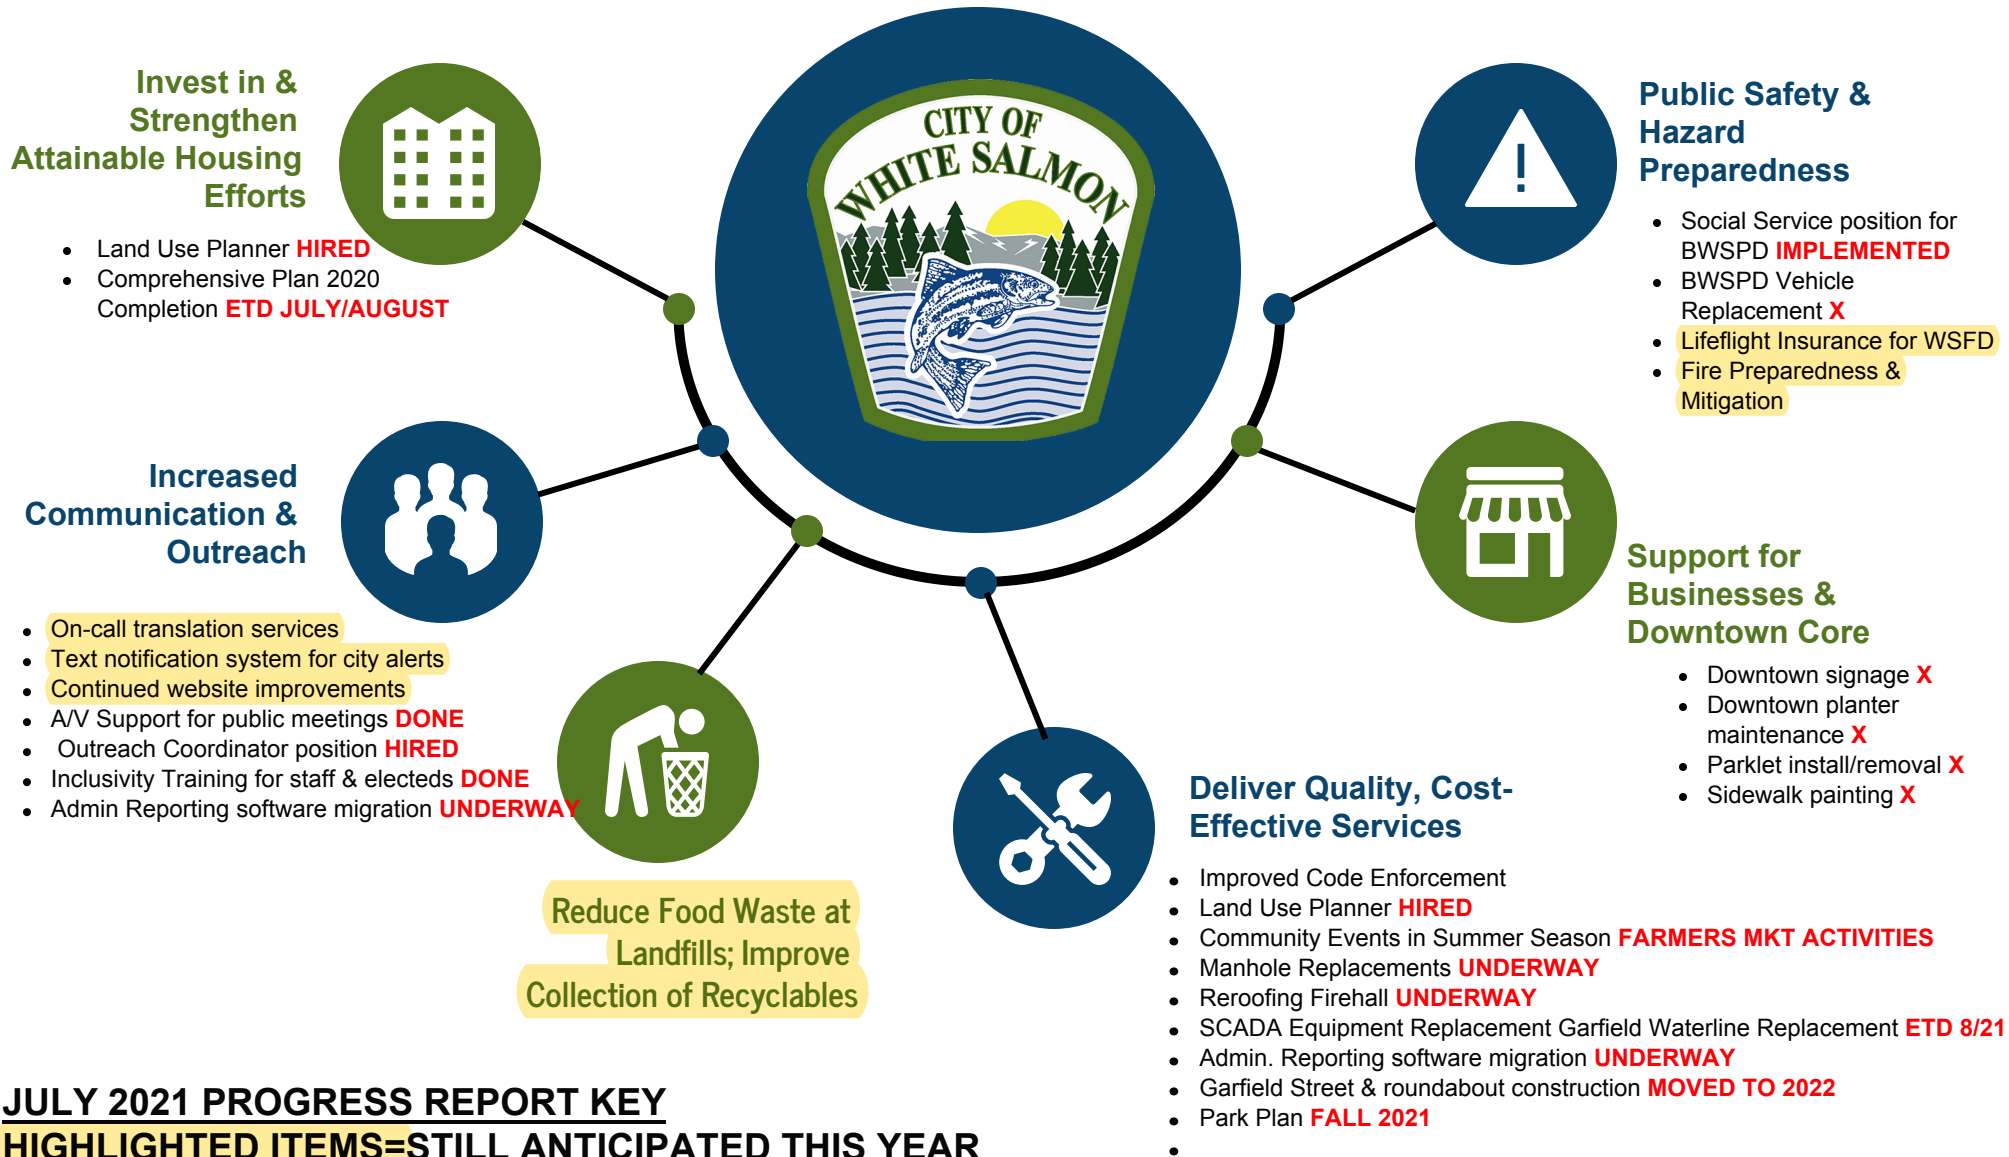 CITY OF
WHITE SALMON
Invest in &
Strengthen
Attainable Housing
Efforts
• Land Use Planner HIRED
• Comprehensive Plan 2020
Completion ETD JULY/AUGUST
Increased
Communication &
Outreach
• On-call translation services
• Text notification system for city alerts
• Continued website improvements
• A/V Support for public meetings DONE
• Outreach Coordinator position HIRED
• Inclusivity Training for staff & electeds DONE
• Admin Reporting software migration UNDERWAY
Reduce Food Waste at
Landfills; Improve
Collection of Recyclables
Deliver Quality, Cost-
Effective Services
• Improved Code Enforcement
• Land Use Planner HIRED
• Community Events in Summer Season FARMERS MKT ACTIVITIES
• Manhole Replacements UNDERWAY
• Reroofing Firehall UNDERWAY
• SCADA Equipment Replacement Garfield Waterline Replacement ETD 8/21
• Admin. Reporting software migration UNDERWAY
• Garfield Street & roundabout construction MOVED TO 2022
• Park Plan FALL 2021
•
Public Safety &
Hazard
Preparedness
• Social Service position for
BWSPD IMPLEMENTED
• BWSPD Vehicle
Replacement X
• Lifeflight Insurance for WSFD
• Fire Preparedness &
Mitigation
Support for
Businesses &
Downtown Core
• Downtown signage X
• Downtown planter
maintenance X
• Parklet install/removal X
• Sidewalk painting X
JULY 2021 PROGRESS REPORT KEY
HIGHLIGHTED ITEMS=STILL ANTICIPATED THIS YEAR